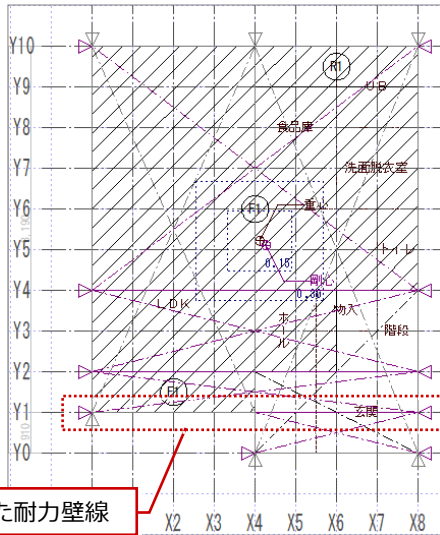 Y10
R1
Y9
UB
Y8
食品庫
Y7
洗面脱衣室
Y6
F1
重心
Y5
トイレ
0.15
剛心
Y4
0.30
LDK
物入
Y3
ホール
階段
Y2
F1
Y1
玄関
910
Y0
た耐力壁線
X2 X3 X4 X5 X6 X7 X8